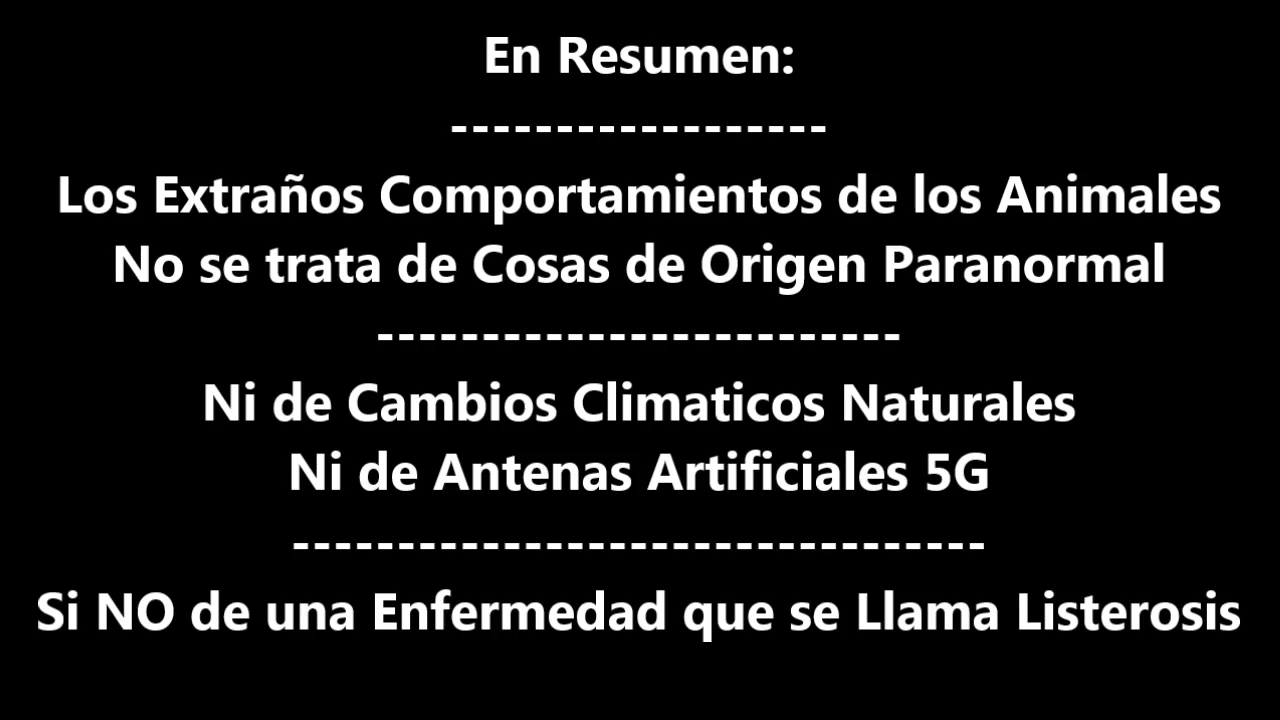 En Resumen:
------------------
Los Extraños Comportamientos de los Animales
No se trata de Cosas de Origen Paranormal
-------------------------
Ni de Cambios Climaticos Naturales
Ni de Antenas Artificiales 5G
---------------------------------
Si NO de una Enfermedad que se Llama Listerosis